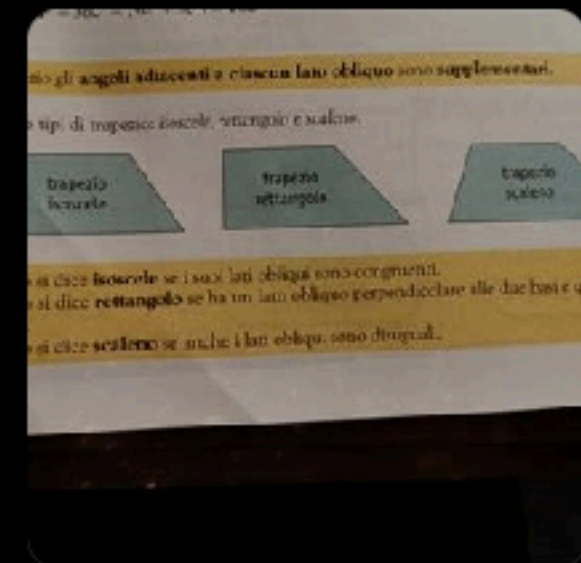 gli angoli adiacenti a ciascun lato obliquo sono supplementari.
tipi di trapezio: isoscele, rettangolo e scaleno.
trapezio
isoscele
trapezio
rettangolo
trapezio
scaleno
si dice isoscele se i suoi lati obliqui sono congruenti.
si dice rettangolo se ha un lato obliquo perpendicolare alle due basi e
si dice scaleno se anche i lati obliqui sono disuguali.